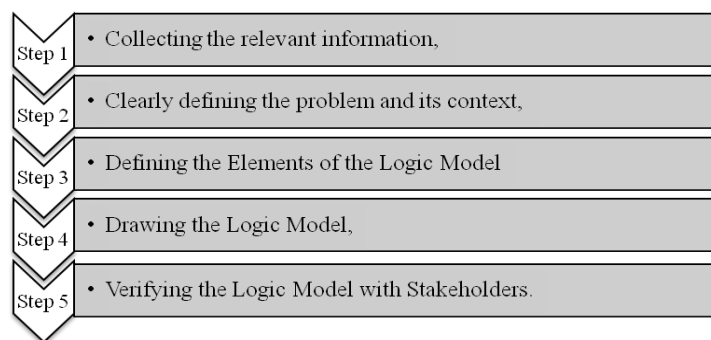 Step 1 • Collecting the relevant information,
Step 2 • Clearly defining the problem and its context,
Step 3 • Defining the Elements of the Logic Model
Step 4 • Drawing the Logic Model,
Step 5 • Verifying the Logic Model with Stakeholders.